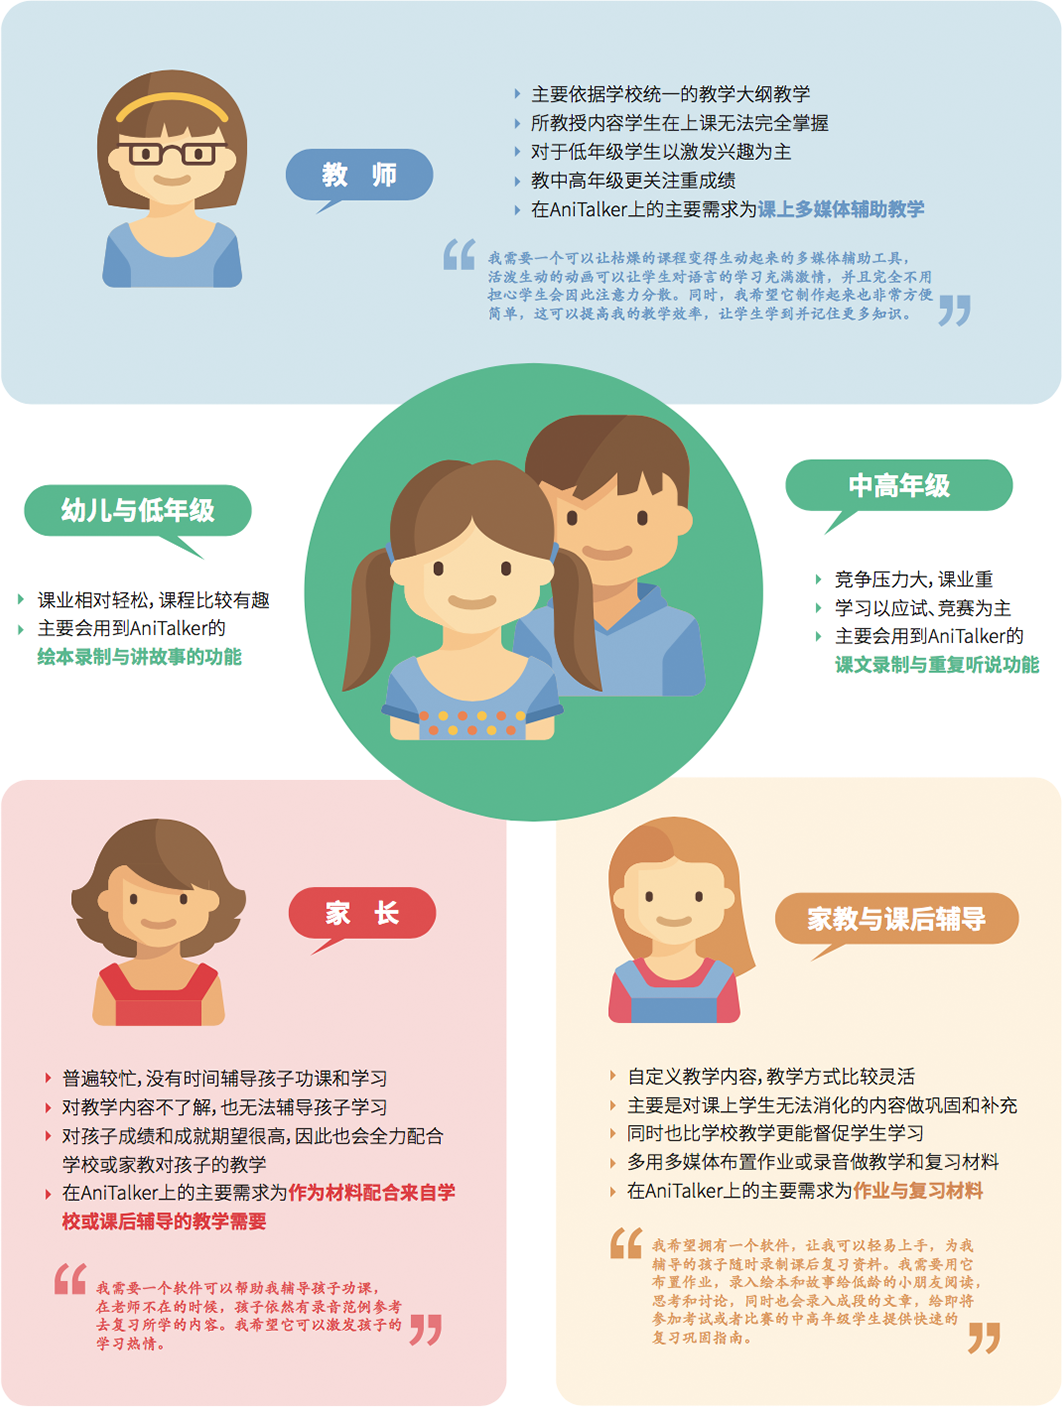 教 师
主要依据学校统一的教学大纲教学
所教授内容学生在上课无法完全掌握
对于低年级学生以激发兴趣为主
教中高年级更关注重成绩
在AniTalker上的主要需求为课上多媒体辅助教学
“我需要一个可以让枯燥的课程变得生动起来的多媒体辅助工具，
活泼生动的动画可以让学生对语言的学习充满激情，并且完全不用
担心学生会因此注意力分散。同时，我希望它制作起来也非常方便
简单，这可以提高我的教学效率，让学生学到并记住更多知识。”
幼儿与低年级
课业相对轻松，课程比较有趣
主要会用到AniTalker的
绘本录制与讲故事的功能
中高年级
竞争压力大，课业重
学习以应试、竞赛为主
主要会用到AniTalker的
课文录制与重复听说功能
家 长
普遍较忙，没有时间辅导孩子功课和学习
对教学内容不了解，也无法辅导孩子学习
对孩子成绩和成就期望很高，因此也会全力配合
学校或家教对孩子的教学
在AniTalker上的主要需求为作为材料配合来自学
校或课后辅导的教学需要
“我需要一个软件可以帮助我辅导孩子功课，
在老师不在的时候，孩子依然有录音范例参考
去复习所学的内容。我希望它可以激发孩子的
学习热情。”
家教与课后辅导
自定义教学内容，教学方式比较灵活
主要是对课上学生无法消化的内容做巩固和补充
同时也比学校教学更能督促学生学习
多用多媒体布置作业或录音做教学和复习材料
在AniTalker上的主要需求为作业与复习材料
“我希望拥有一个软件，让我可以轻易上手，为我
辅导的孩子随时录制课后复习资料。我需要用它
布置作业，录入绘本和故事给低龄的小朋友阅读，
思考和讨论，同时也会录入成段的文章，给即将
参加考试或者比赛的中高年级学生提供快速的
复习巩固指南。”